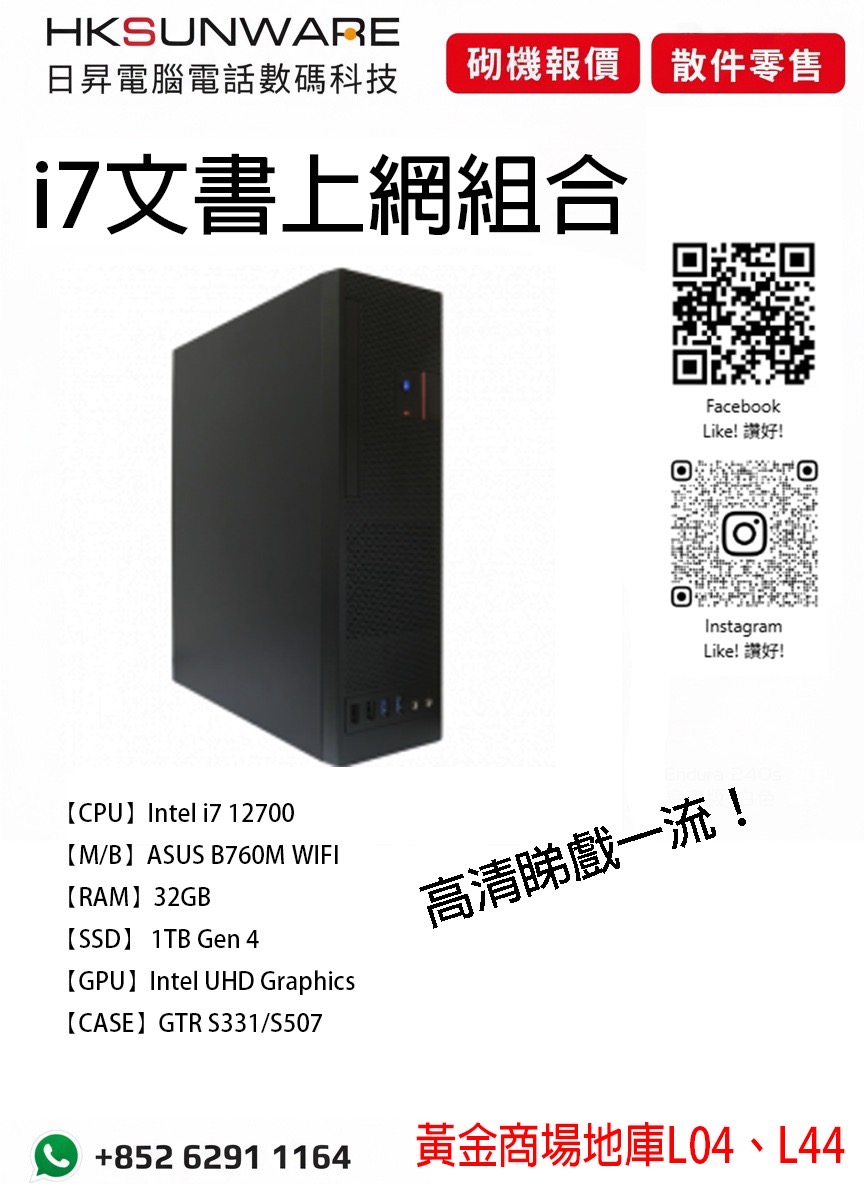 HKSUNWARE
日昇電腦電話數碼科技
砌機報價
散件零售
i7文書上網組合
Facebook
Like! 讚好!
Instagram
Like! 讚好!
【CPU】Intel i7 12700
【M/B】ASUS B760M WIFI
【RAM】32GB
【SSD】 1TB Gen 4
【GPU】Intel UHD Graphics
【CASE】GTR S331/S507
高清睇戲一流！
+852 6291 1164
黃金商場地庫L04、L44